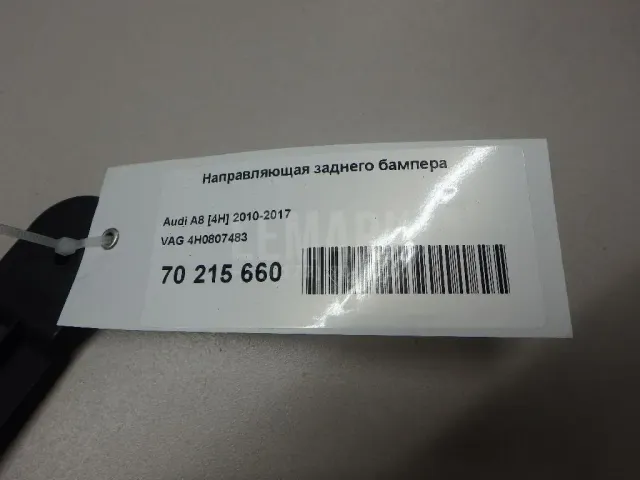 Направляющая заднего бампера
Audi A8 [4H] 2010-2017
VAG 4H0807483
70 215 660